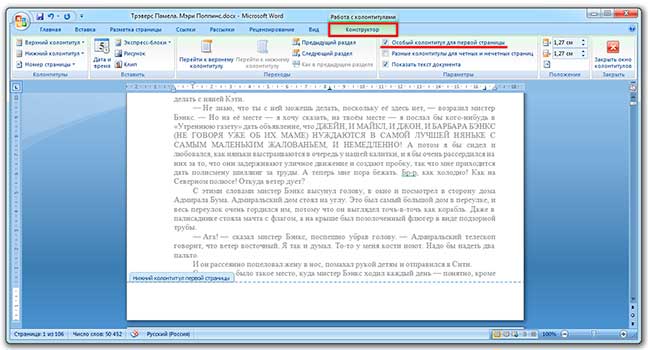 Трэверс Памела. Мэри Поппинс.docx - Microsoft Word
Работа с колонтитулами
Главная Вставка Разметка страницы Ссылки Рассылки Рецензирование Вид Конструктор
Верхний колонтитул
Нижний колонтитул
Номер страницы
Колонтитулы
Дата и время
Экспресс-блоки
Рисунок
Клип
Вставить
Перейти к верхнему колонтитулу
Перейти к нижнему колонтитулу
Предыдущий раздел
Следующий раздел
Как в предыдущем разделе
Переходы
Особый колонтитул для первой страницы
Разные колонтитулы для четных и нечетных страниц
Показать текст документа
Параметры
1,27 см
1,27 см
Положение
Закрыть окно колонтитулов
Закрыть
делать с няней Кэти.
— Не знаю, что ты с ней можешь делать, поскольку её здесь нет, — возразил мистер
Бэнкс. — Но на её месте — я хочу сказать, на твоём месте — я послал бы кого-нибудь в
«Утреннюю газету» дать объявление, что ДЖЕЙН, И МАЙКЛ, И ДЖОН, И БАРБАРА БЭНКС
(НЕ ГОВОРЯ УЖЕ ОБ ИХ МАМЕ) НУЖДАЮТСЯ В САМОЙ ЛУЧШЕЙ НЯНЬКЕ С
САМЫМ МАЛЕНЬКИМ ЖАЛОВАНЬЕМ, И НЕМЕДЛЕННО! А потом я бы сидел и
любовался, как няньки выстраиваются в очередь у нашей калитки, и я бы очень рассердился на
них за то, что они задерживают уличное движение и создают пробку, так что мне приходится
дать полисмену шиллинг за труды. А теперь мне пора бежать. Бр-р, как холодно! Как на
Северном полюсе! Откуда ветер дует?
С этими словами мистер Бэнкс высунул голову, в окно и посмотрел в сторону дома
Адмирала Бума. Адмиральский дом стоял на углу. Это был самый большой дом в переулке, и
весь переулок очень гордился им, потому что он выглядел точь-в-точь как корабль. Даже в
палисаднике стояла мачта с флагом, а на крыше был позолоченный флюгер в виде подзорной
трубы.
— Ага! — сказал мистер Бэнкс, поспешно убрав голову. — Адмиральский телескоп
говорит, что ветер восточный. Я так и думал. То-то у меня кости ноют. Надо бы надеть два
пальто.
И он рассеянно поцеловал жену в нос, помахал рукой детям и отправился в Сити.
было такое место, куда мистер Бэнкс ходил каждый день — понятно, кроме
Нижний колонтитул первой страницы
Страница: 1 из 106 Число слов: 50 452 Русский (Россия) 100%